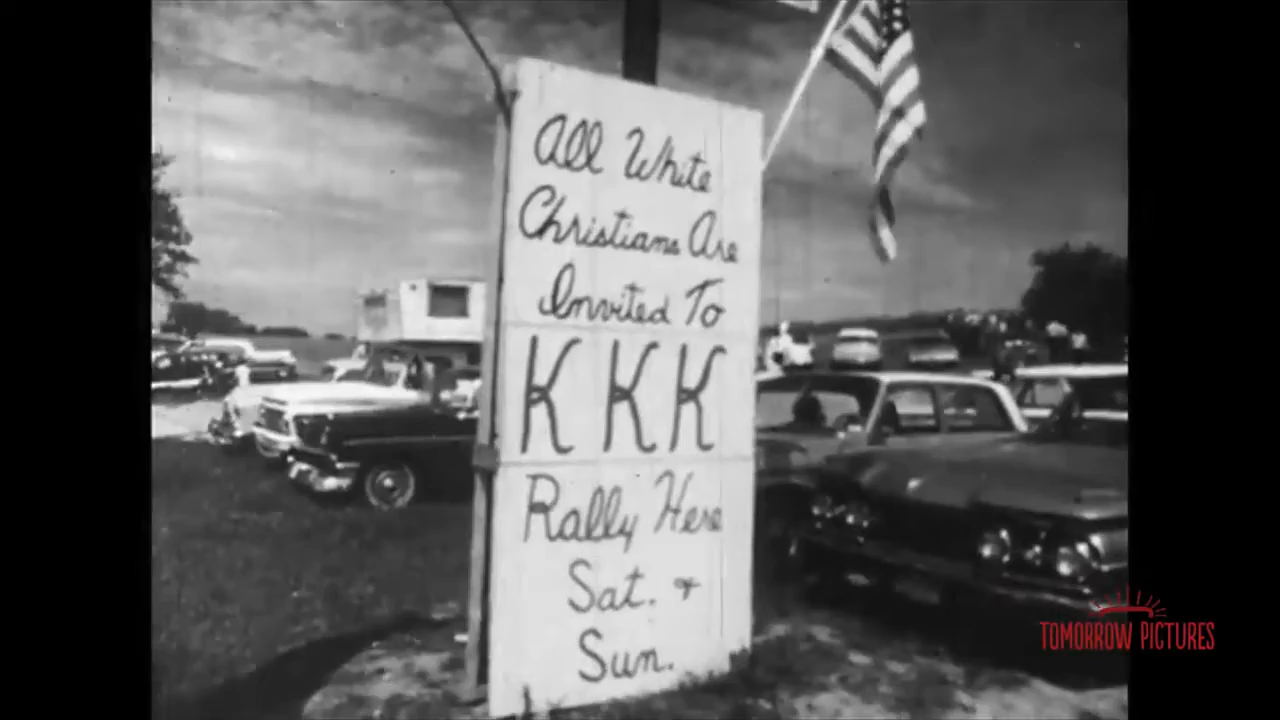 All White
Christians Are
Invited To
KKK
Rally Here
Sat. &
Sun.
TOMORROW PICTURES